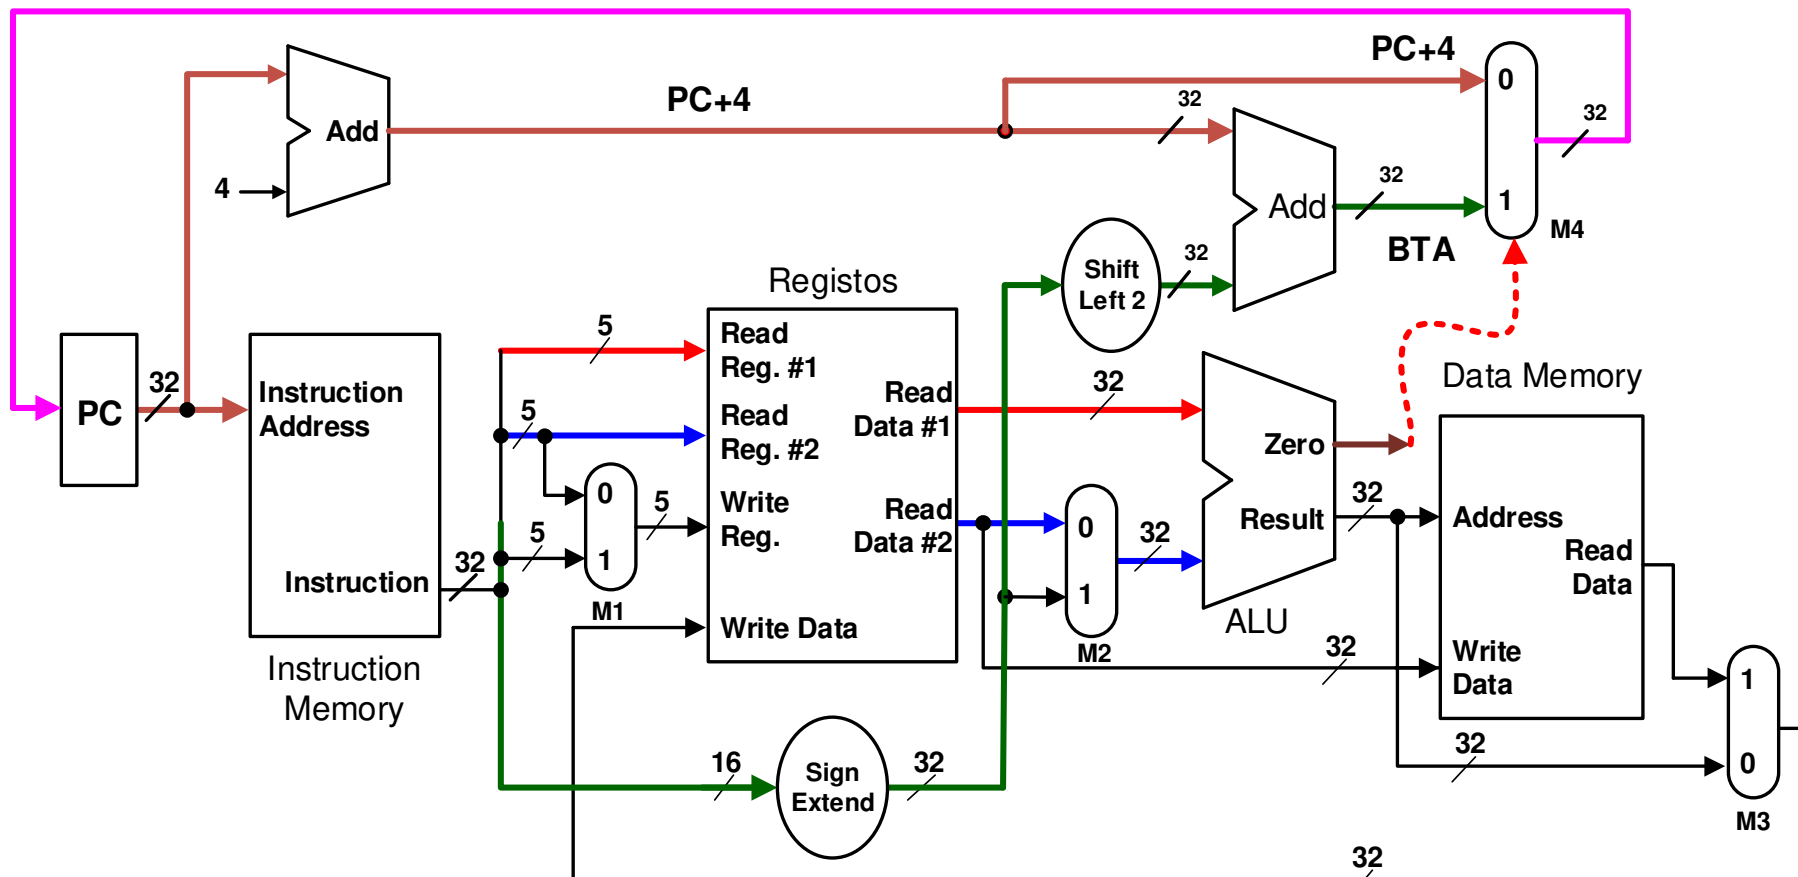 PC+4
32
0
1
M4
PC+4
Add
4
32
Add
32
BTA
32
Shift
Left 2
32
Registos
PC
32
Instruction
Address
Instruction
32
Instruction
Memory
5
5
5
0
1
M1
5
Read
Reg. #1
Read
Reg. #2
Write
Reg.
Write Data
Read
Data #1
Read
Data #2
32
0
1
M2
32
Zero
Result
ALU
32
Data Memory
Address
Read
Data
Write
Data
32
32
1
0
M3
16
Sign
Extend
32
32